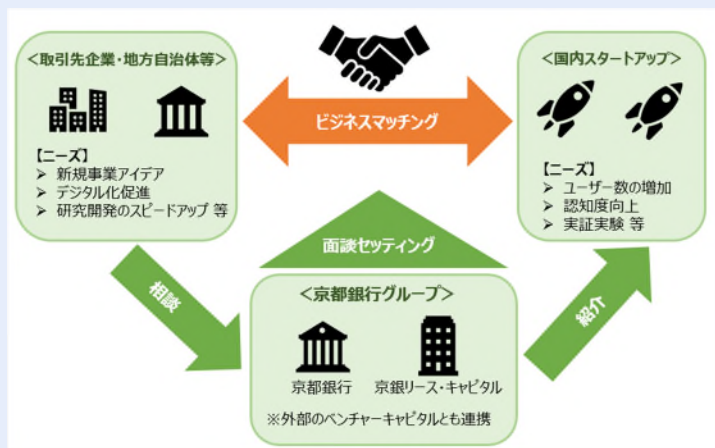 ＜取引先企業・地方自治体等＞
【ニーズ】
➢ 新規事業アイデア
➢ デジタル化促進
➢ 研究開発のスピードアップ 等
ビジネスマッチング
＜国内スタートアップ＞
【ニーズ】
➢ ユーザー数の増加
➢ 認知度向上
➢ 実証実験 等
相談
面談セッティング
紹介
＜京都銀行グループ＞
京都銀行
京銀リース・キャピタル
※外部のベンチャーキャピタルとも連携